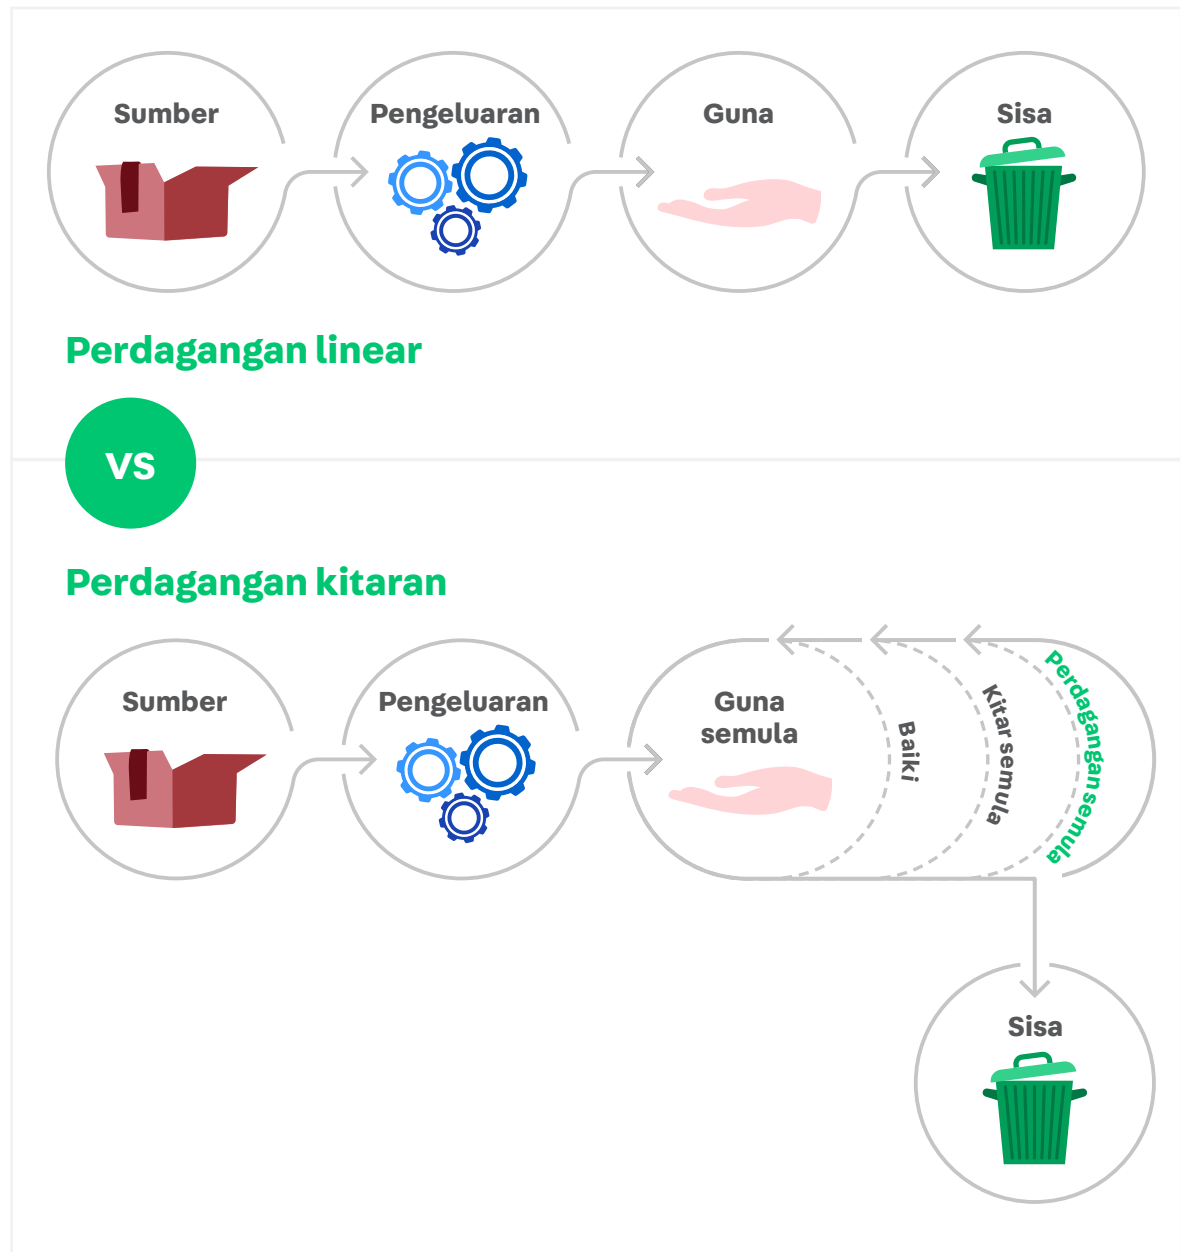 Sumber
Pengeluaran
Guna
Sisa
Perdagangan linear
VS
Perdagangan kitaran
Sumber
Pengeluaran
Guna
semula
Baiki
Kitar semula
Perdagangan semula
Sisa